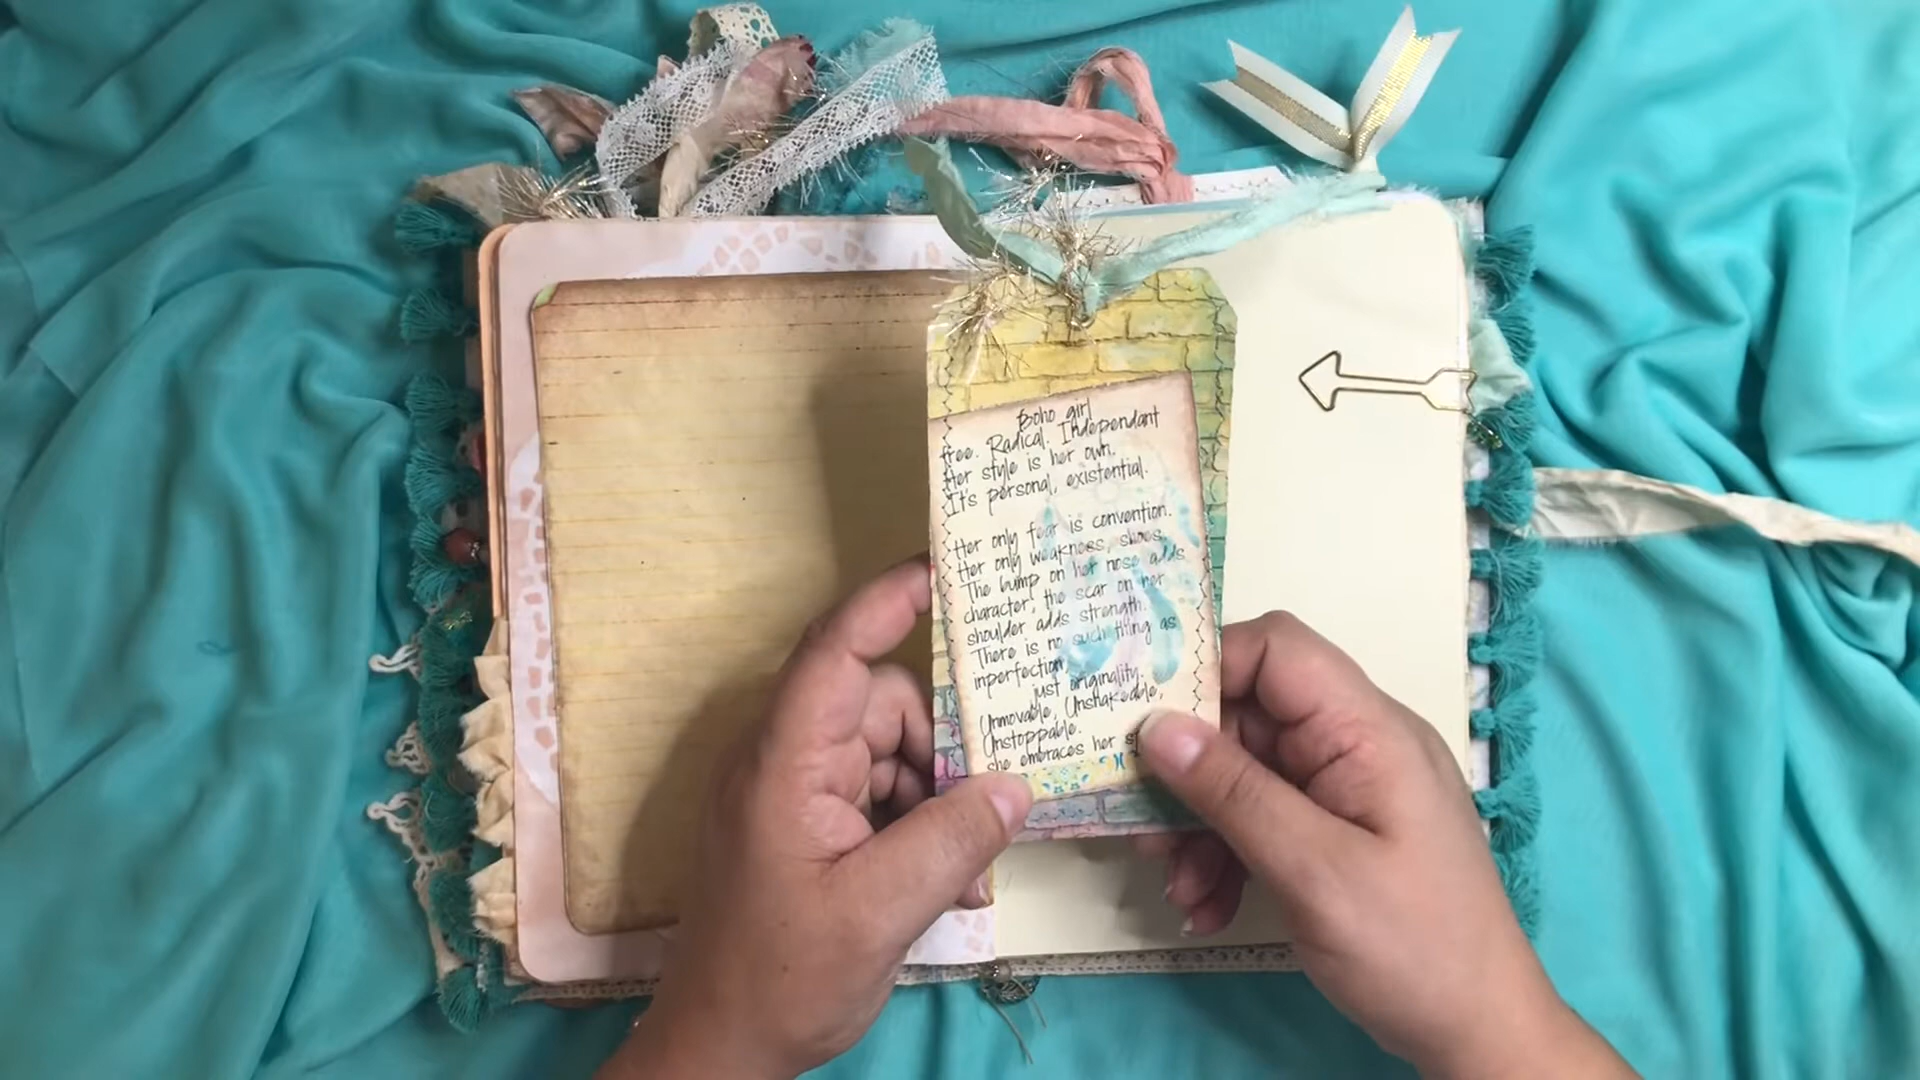 Boho girl
free. Radical. Independant
Her style is her own.
It's personal, existential.
Her only fear is convention.
Her only weakness, shoes.
The bump on her nose adds
character, the scar on her
shoulder adds strength.
There is no such thing as
inperfection,
just originality.
Unmovable, Unshakeable,
Unstoppable.
she embraces her